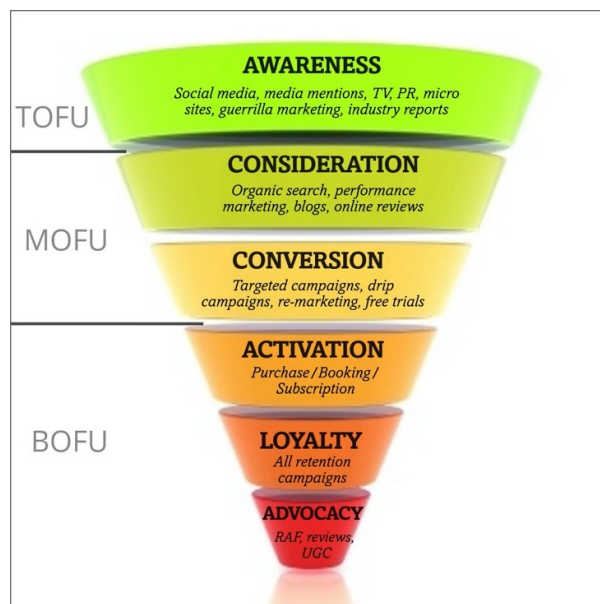 AWARENESS
Social media, media mentions, TV, PR, micro
sites, guerrilla marketing, industry reports
TOFU
CONSIDERATION
Organic search, performance
marketing, blogs, online reviews
MOFU
CONVERSION
Targeted campaigns, drip
campaigns, re-marketing, free trials
ACTIVATION
Purchase/Booking/
Subscription
BOFU
LOYALTY
All retention
campaigns
ADVOCACY
RAF, reviews,
UGC